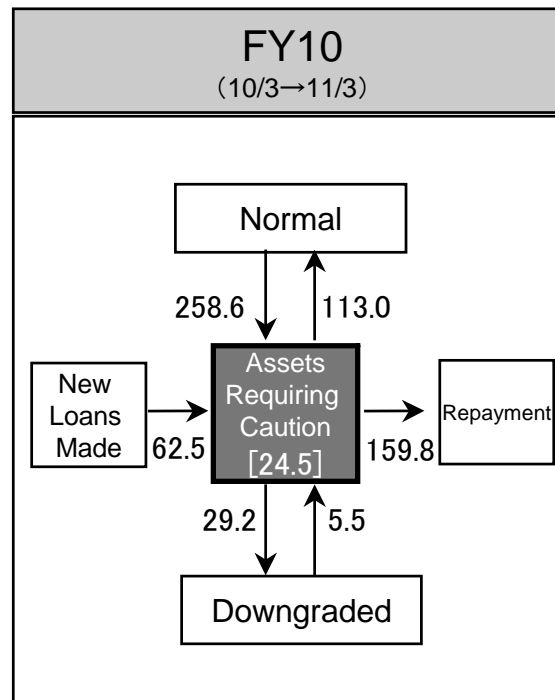 FY10
（10/3→11/3）
Normal
258.6
113.0
Assets
Requiring
Caution
[24.5]
New
Loans
Made
62.5
159.8
Repayment
29.2
5.5
Downgraded